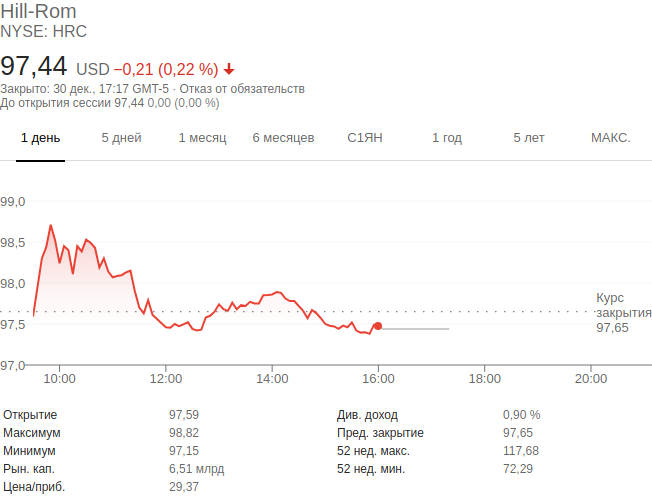 Hill-Rom
NYSE: HRC
97,44 USD −0,21 (0,22 %)
Закрыто: 30 дек., 17:17 GMT-5 · Отказ от обязательств
До открытия сессии 97,44 0,00 (0,00 %)
1 день 5 дней 1 месяц 6 месяцев С1ЯН 1 год 5 лет МАКС.
99,0
98,5
98,0
Курс
закрытия
97,65
97,5
97,0
10:00 12:00 14:00 16:00 18:00 20:00
Открытие 97,59 Див. доход 0,90 %
Максимум 98,82 Пред. закрытие 97,65
Минимум 97,15 52 нед. макс. 117,68
Рын. кап. 6,51 млрд 52 нед. мин. 72,29
Цена/приб. 29,37